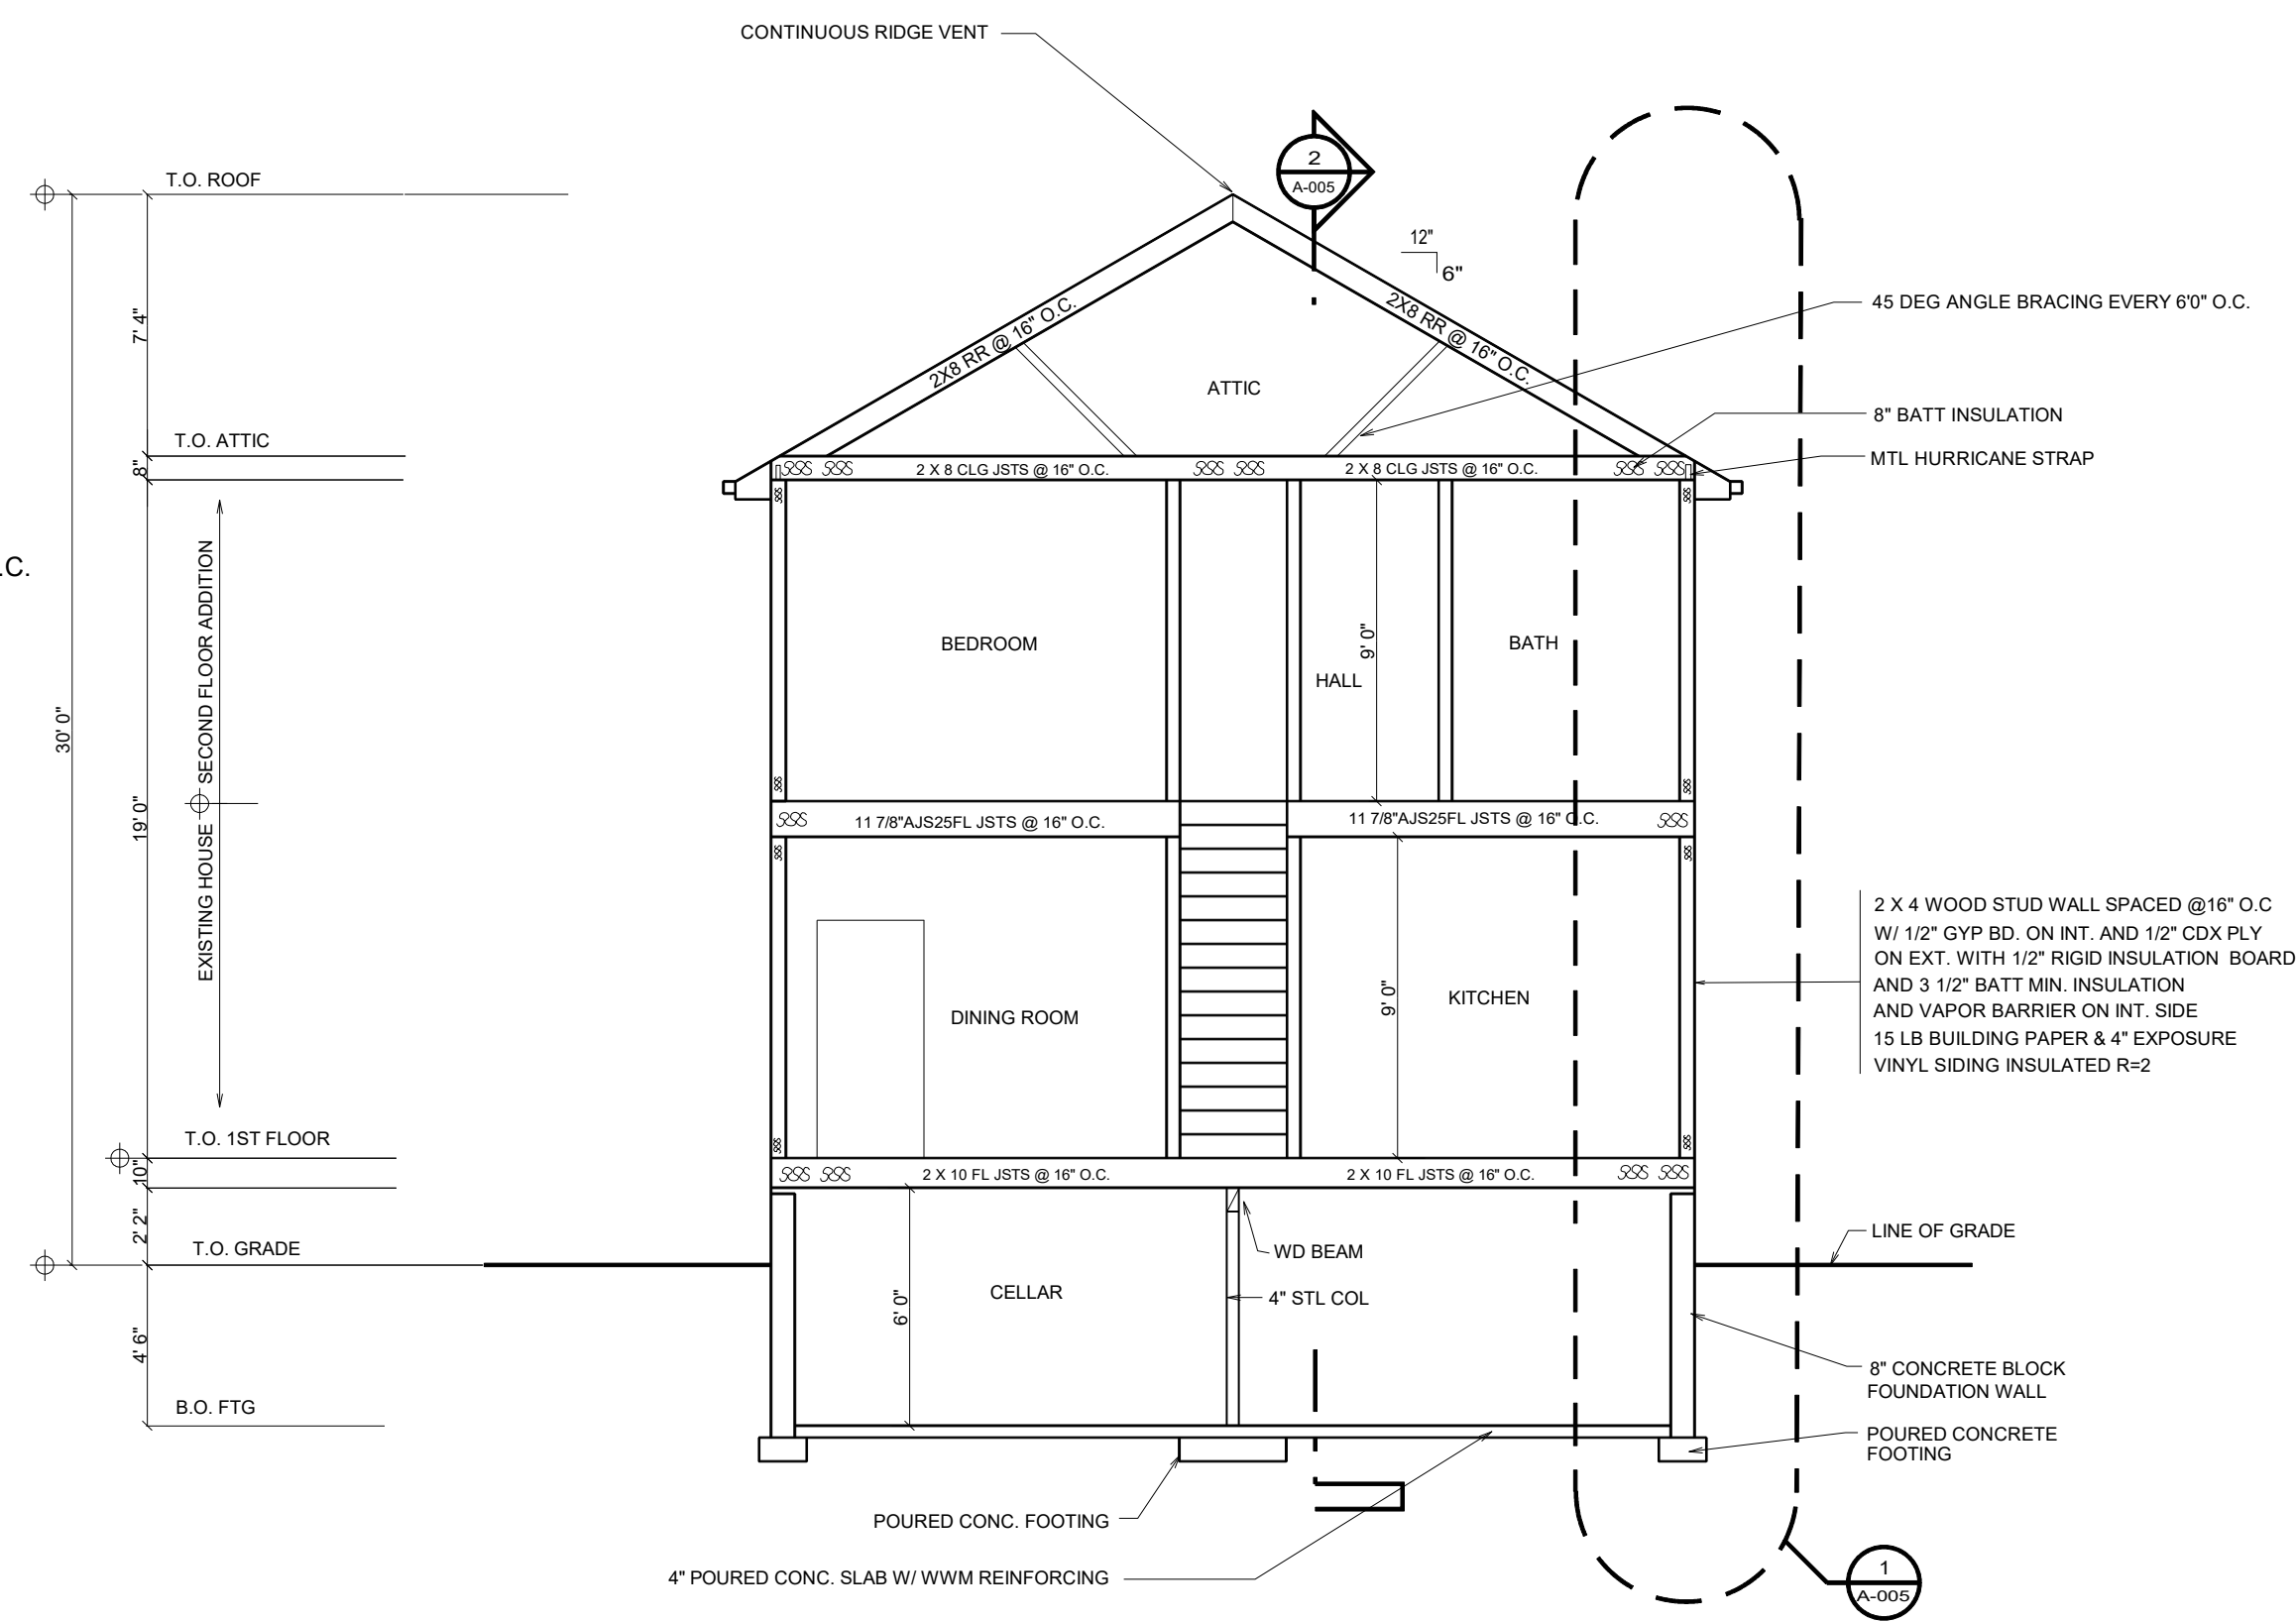 CONTINUOUS RIDGE VENT
2
A-005
T.O. ROOF
12"
6"
7' 4"
2X8 RR @ 16" O.C.
2X8 RR @ 16" O.C.
45 DEG ANGLE BRACING EVERY 6'0" O.C.
ATTIC
8" BATT INSULATION
T.O. ATTIC
8"
2 X 8 CLG JSTS @ 16" O.C.
2 X 8 CLG JSTS @ 16" O.C.
MTL HURRICANE STRAP
.C.
SECOND FLOOR ADDITION
EXISTING HOUSE
30' 0"
19' 0"
BEDROOM
HALL
9' 0"
BATH
11 7/8"AJS25FL JSTS @ 16" O.C.
11 7/8"AJS25FL JSTS @ 16" O.C.
2 X 4 WOOD STUD WALL SPACED @16" O.C
W/ 1/2" GYP BD. ON INT. AND 1/2" CDX PLY
ON EXT. WITH 1/2" RIGID INSULATION BOARD
AND 3 1/2" BATT MIN. INSULATION
AND VAPOR BARRIER ON INT. SIDE
15 LB BUILDING PAPER & 4" EXPOSURE
VINYL SIDING INSULATED R=2
DINING ROOM
9' 0"
KITCHEN
T.O. 1ST FLOOR
10"
2 X 10 FL JSTS @ 16" O.C.
2 X 10 FL JSTS @ 16" O.C.
2' 2"
T.O. GRADE
LINE OF GRADE
WD BEAM
CELLAR
6' 0"
4" STL COL
4' 6"
8" CONCRETE BLOCK
FOUNDATION WALL
B.O. FTG
POURED CONCRETE
FOOTING
POURED CONC. FOOTING
4" POURED CONC. SLAB W/ WWM REINFORCING
1
A-005